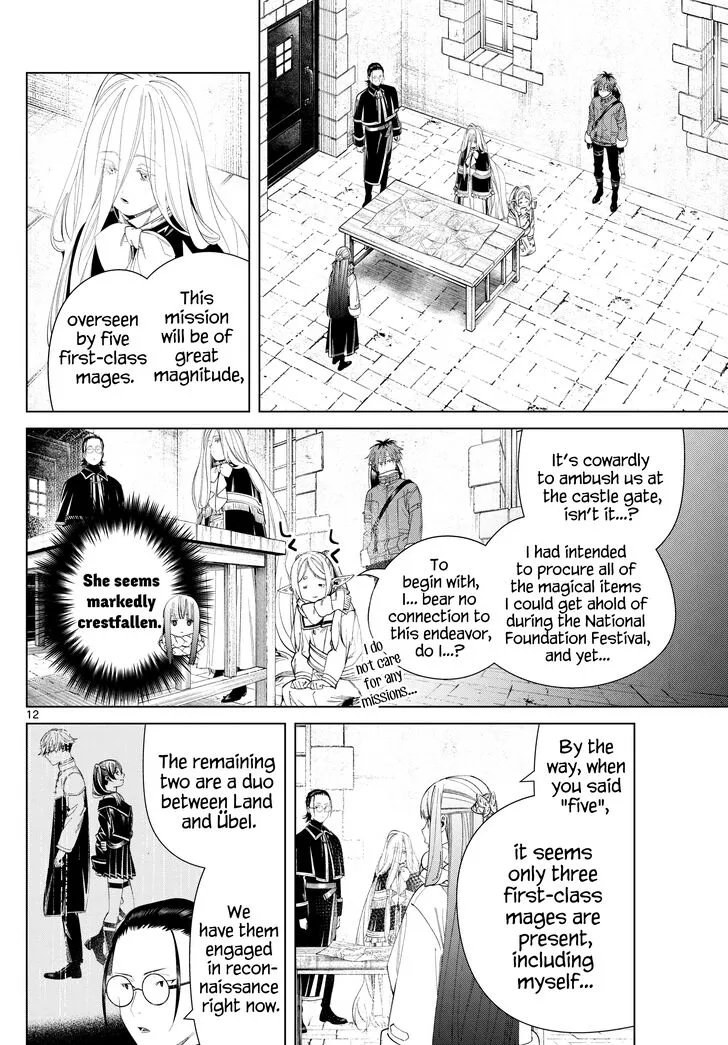 This
mission
will be of
great
magnitude,
overseen
by five
first-class
mages.
It's cowardly
to ambush us
at the castle gate,
isn't it...?
I had intended
to procure all of
the magical items
I could get ahold of
during the National
Foundation Festival,
and yet...
To
begin with,
I... bear no
connection to
this endeavor,
do I...?
I do
not care
for any
missions...
She seems
markedly
crestfallen.
12
By the
way, when
you said
"five",
it seems
only three
first-class
mages are
present,
including
myself...
The remaining
two are a duo
between Land
and Übel.
We
have them
engaged
in recon-
naissance
right now.